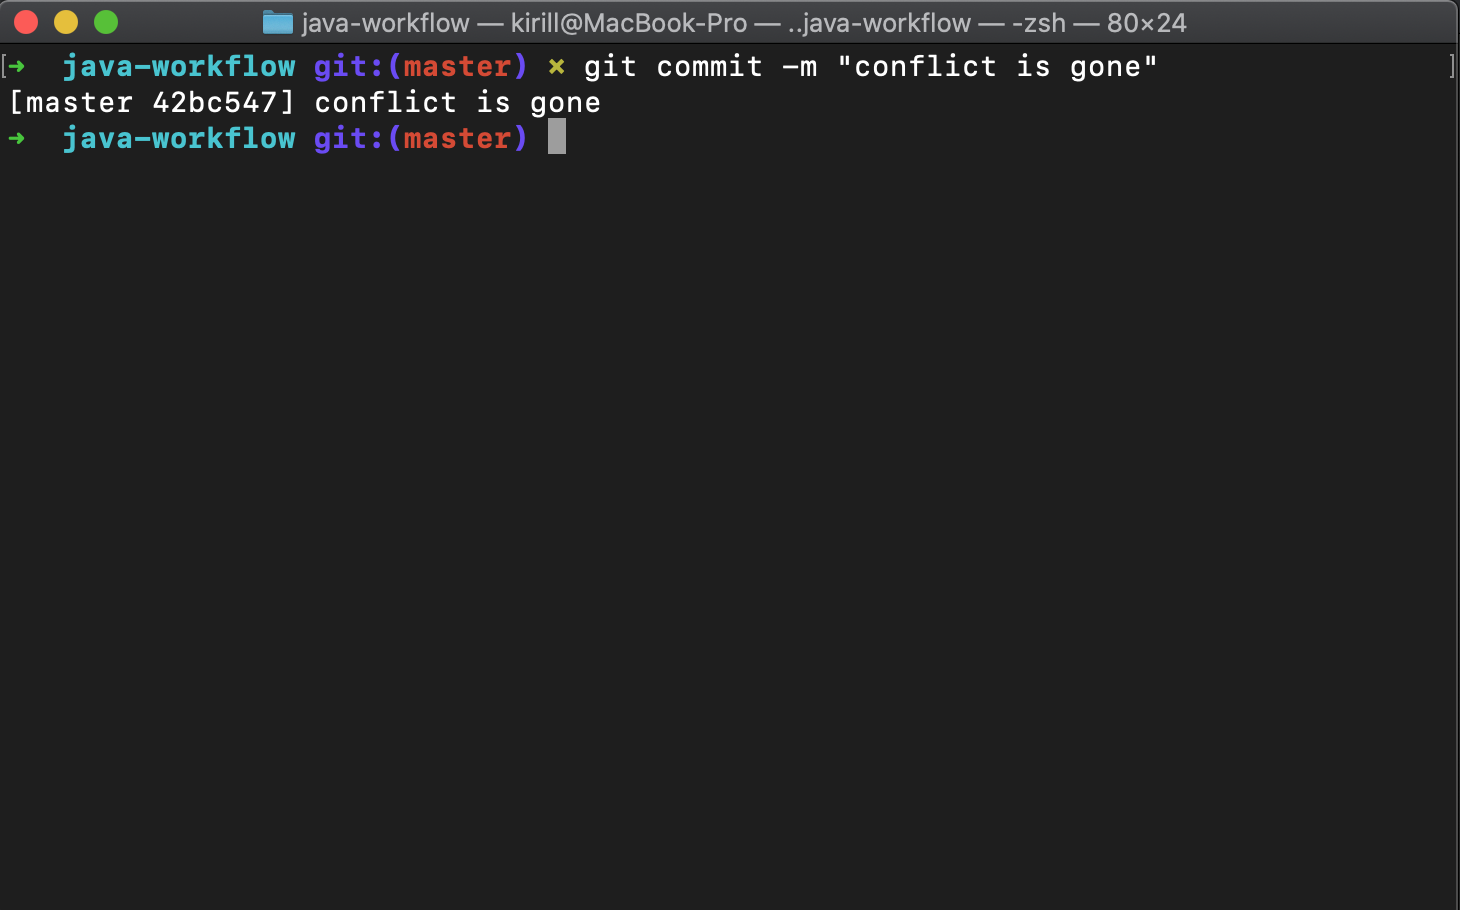 java-workflow — kirill@MacBook-Pro — ..java-workflow — -zsh — 80×24
[➜  java-workflow git:(master) ✗ git commit -m "conflict is gone" ]
[master 42bc547] conflict is gone
➜  java-workflow git:(master)